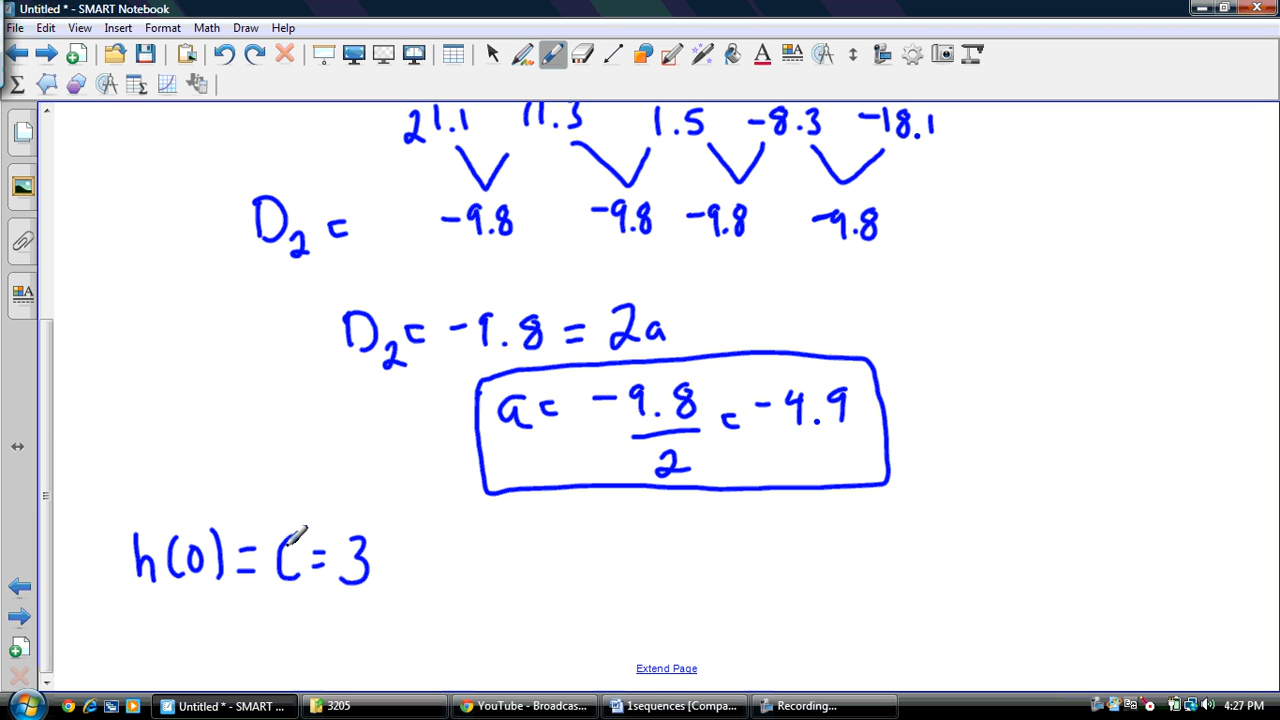 Untitled * - SMART Notebook
File Edit View Insert Format Math Draw Help
21.1 11.3 1.5 -8.3 -18.1
D2 = -9.8 -9.8 -9.8 -9.8
D2 = -9.8 = 2a
a = -9.8/2 = -4.9
h(0) = C = 3
Extend Page
Untitled * - SMART ... 3205 YouTube - Broadcas... 1sequences [Compa... Recording... 4:27 PM